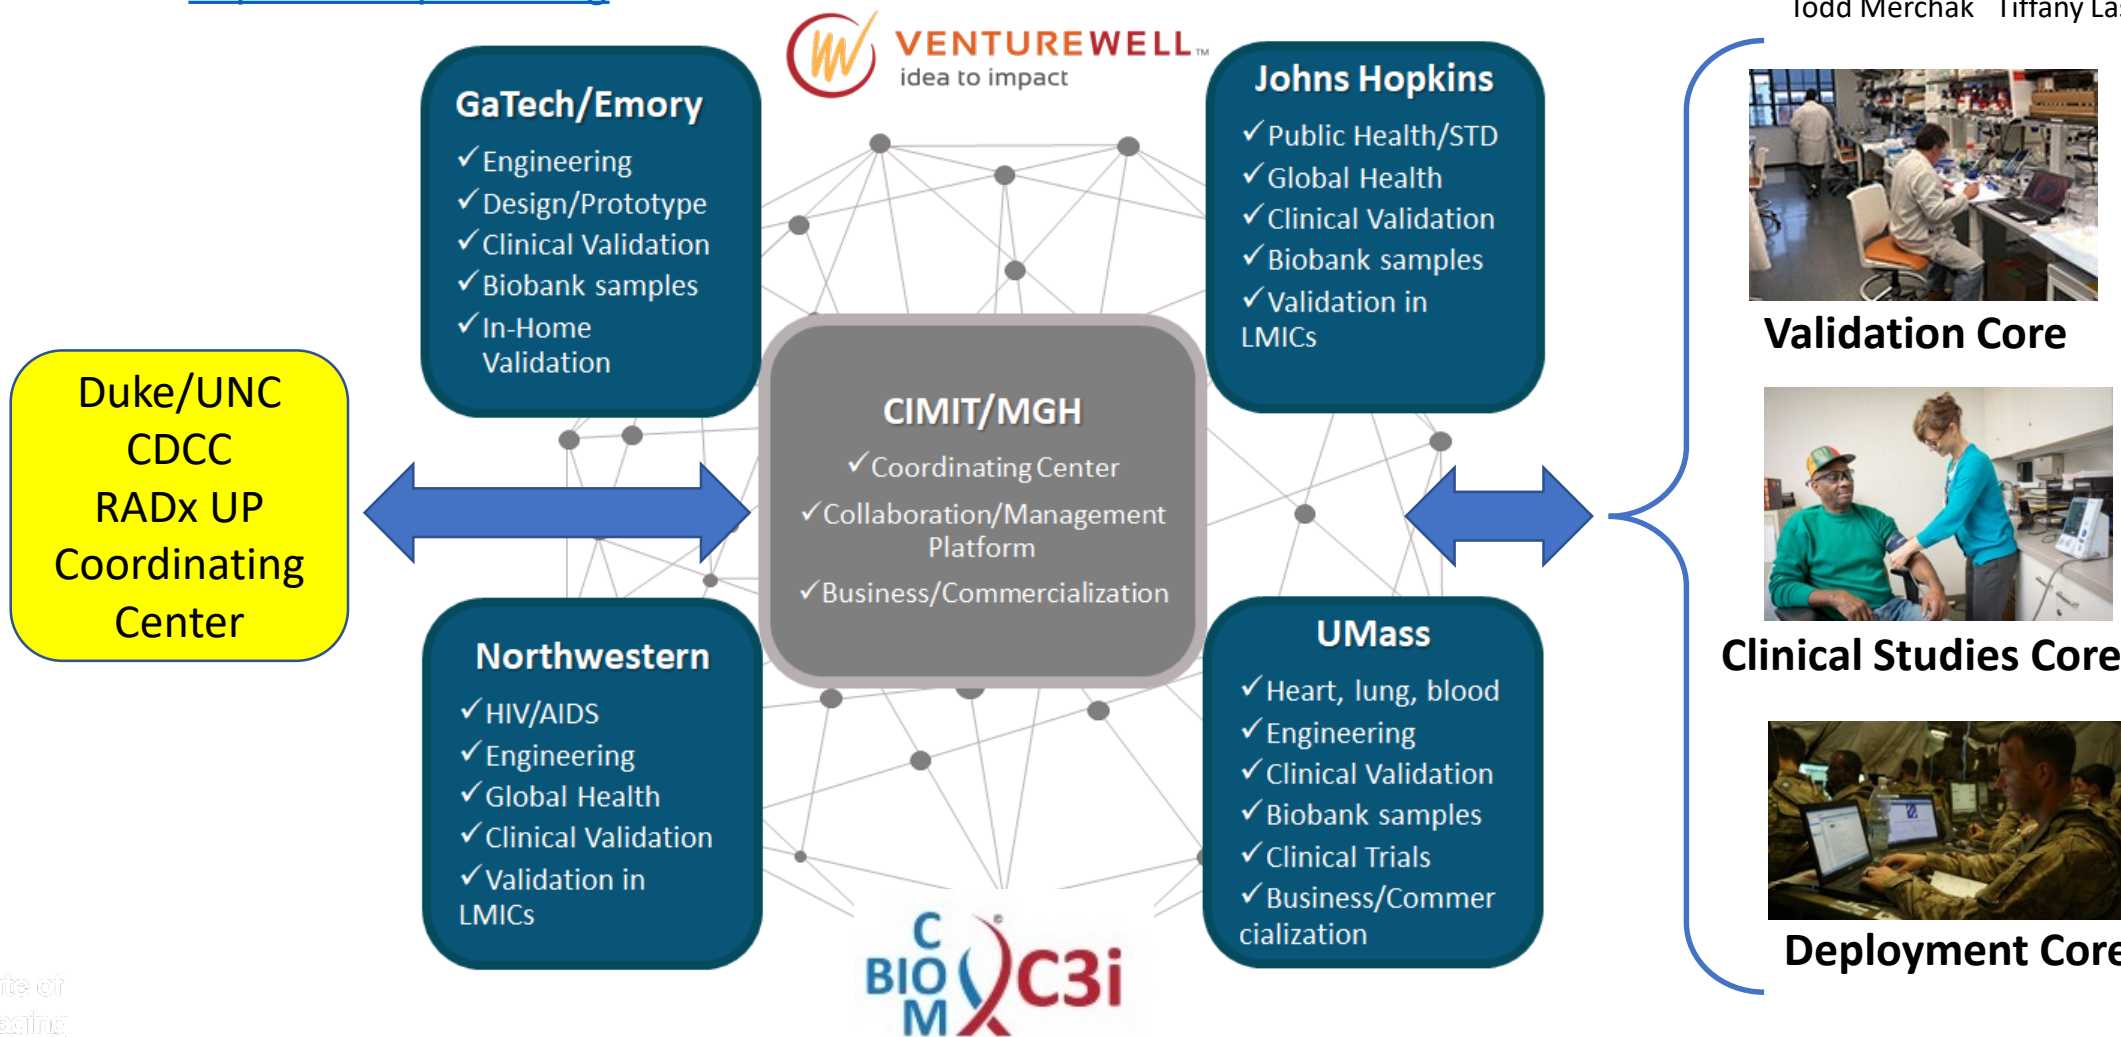 Todd Merchak Tiffany
VENTUREWELL™
idea to impact
GaTech/Emory
✓Engineering
✓Design/Prototype
✓Clinical Validation
✓Biobank samples
✓In-Home
Validation
Johns Hopkins
✓Public Health/STD
✓Global Health
✓Clinical Validation
✓Biobank samples
✓Validation in
LMICs
Duke/UNC
CDCC
RADx UP
Coordinating
Center
CIMIT/MGH
✓Coordinating Center
✓Collaboration/Management
Platform
✓Business/Commercialization
Northwestern
✓HIV/AIDS
✓Engineering
✓Global Health
✓Clinical Validation
✓Validation in
LMICs
UMass
✓Heart, lung, blood
✓Engineering
✓Clinical Validation
✓Biobank samples
✓Clinical Trials
✓Business/Commer
cialization
Validation Core
Clinical Studies Core
Deployment Core
C
BIO
M
®
C3i